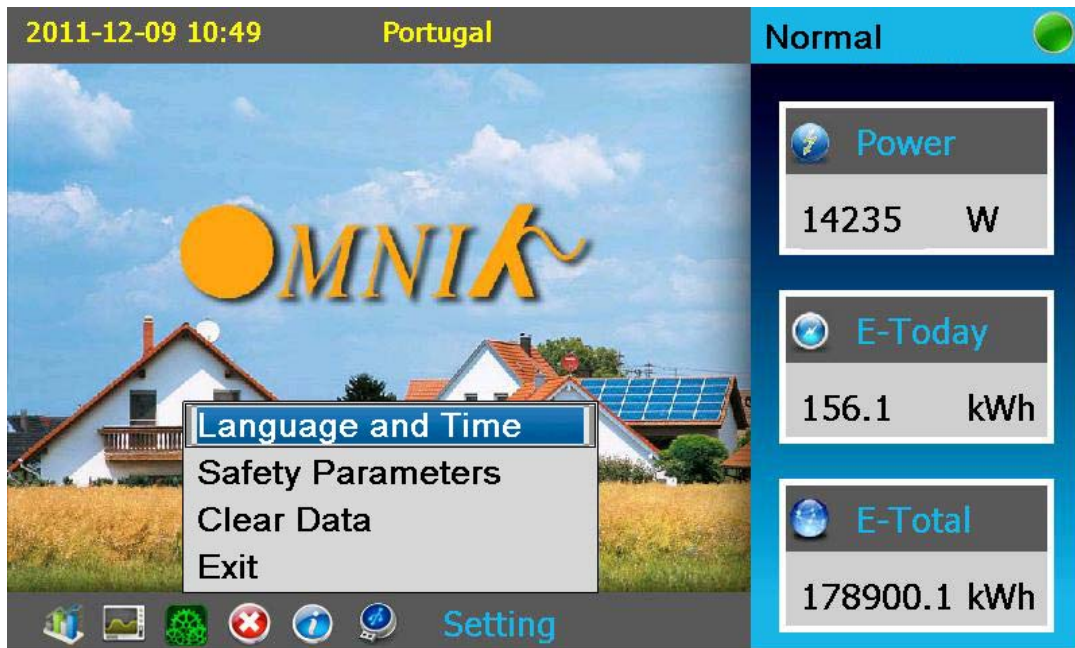 2011-12-09 10:49 Portugal
Normal
OMNIK
Power
14235 W
E-Today
156.1 kWh
E-Total
178900.1 kWh
Language and Time
Safety Parameters
Clear Data
Exit
Setting